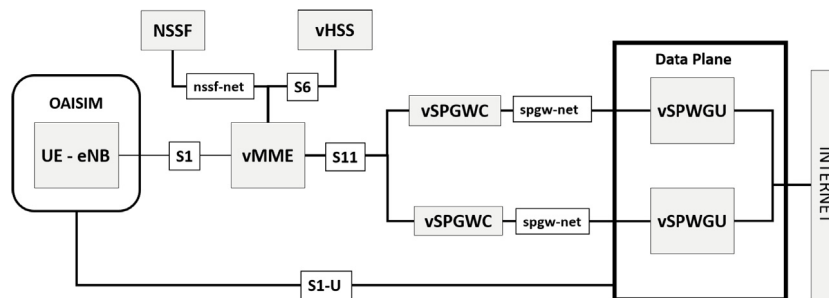 NSSF
vHSS
Data Plane
nssf-net
S6
OAISIM
vSPGWC
spgw-net
vSPWGU
UE - eNB
S1
vMME
S11
INTERNET
vSPGWC
spgw-net
vSPWGU
S1-U